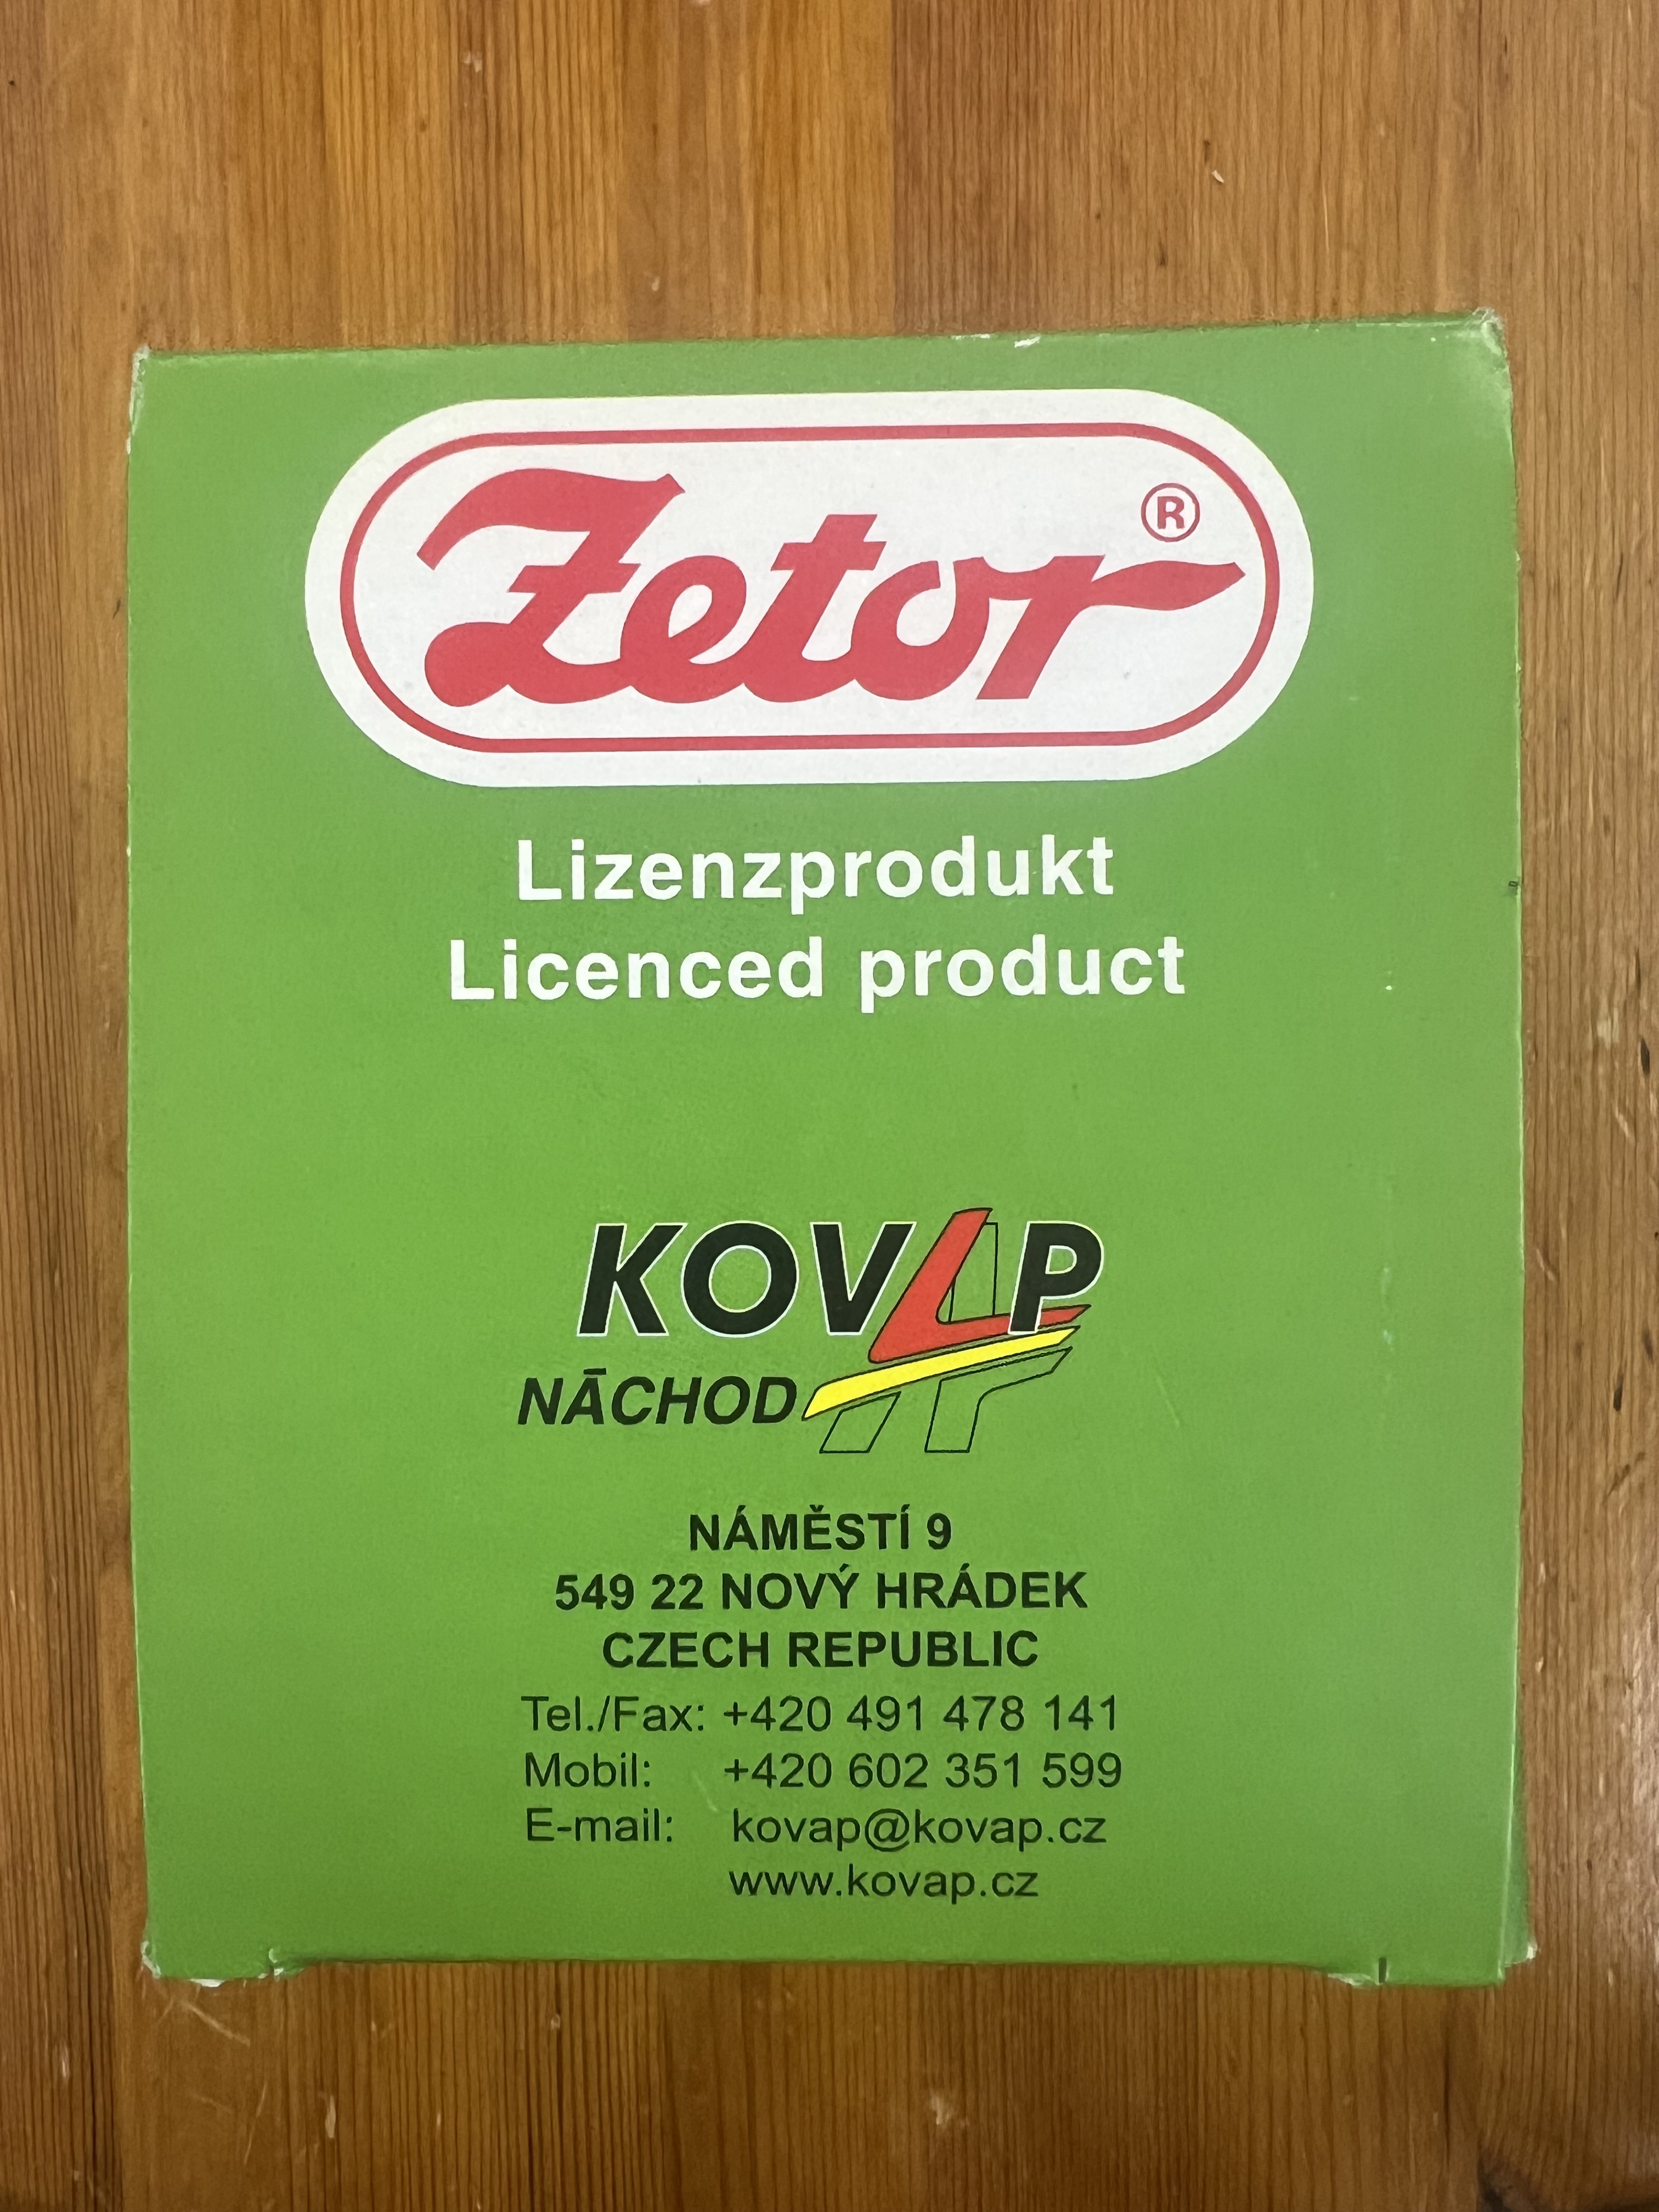 Zetor ®
Lizenzprodukt
Licenced product
KOVAP
NĀCHOD
NÁMĚSTÍ 9
549 22 NOVÝ HRÁDEK
CZECH REPUBLIC
Tel./Fax: +420 491 478 141
Mobil: +420 602 351 599
E-mail: kovap@kovap.cz
www.kovap.cz